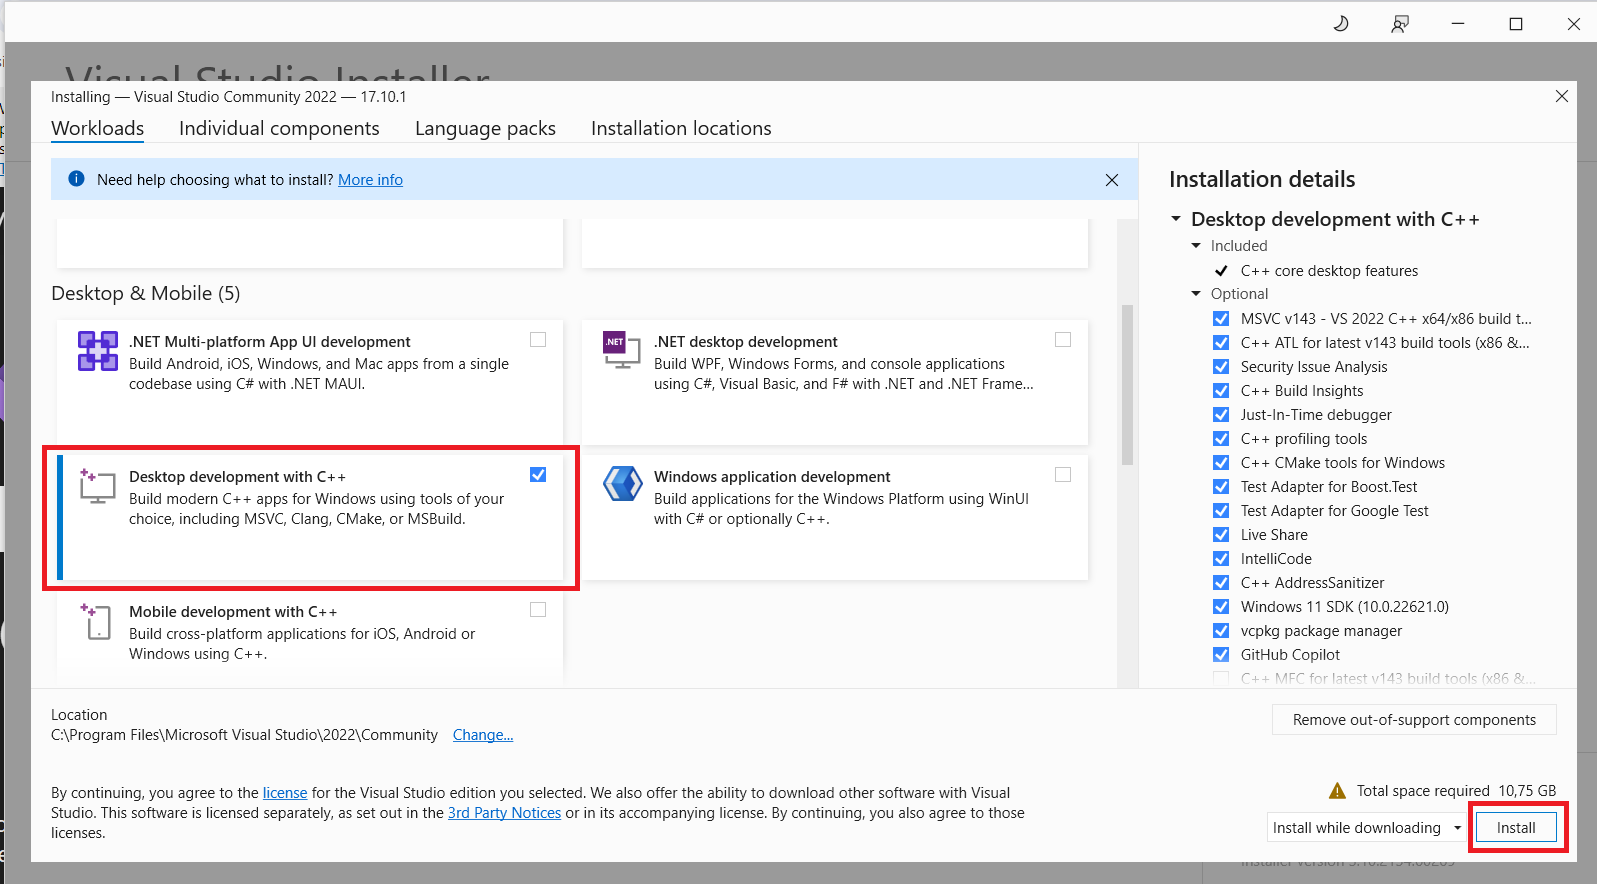 Visual Studio Installer
Installing — Visual Studio Community 2022 — 17.10.1
Workloads
Individual components
Language packs
Installation locations
Need help choosing what to install? More info
Desktop & Mobile (5)
.NET Multi-platform App UI development
Build Android, iOS, Windows, and Mac apps from a single
codebase using C# with .NET MAUI.
.NET
.NET desktop development
Build WPF, Windows Forms, and console applications
using C#, Visual Basic, and F# with .NET and .NET Frame...
Desktop development with C++
Build modern C++ apps for Windows using tools of your
choice, including MSVC, Clang, CMake, or MSBuild.
Windows application development
Build applications for the Windows Platform using WinUI
with C# or optionally C++.
Mobile development with C++
Build cross-platform applications for iOS, Android or
Windows using C++.
Installation details
Desktop development with C++
Included
C++ core desktop features
Optional
MSVC v143 - VS 2022 C++ x64/x86 build t...
C++ ATL for latest v143 build tools (x86 &...
Security Issue Analysis
C++ Build Insights
Just-In-Time debugger
C++ profiling tools
C++ CMake tools for Windows
Test Adapter for Boost.Test
Test Adapter for Google Test
Live Share
IntelliCode
C++ AddressSanitizer
Windows 11 SDK (10.0.22621.0)
vcpkg package manager
GitHub Copilot
C++ MFC for latest v143 build tools (x86 &...
Location
C:\Program Files\Microsoft Visual Studio\2022\Community Change...
Remove out-of-support components
By continuing, you agree to the license for the Visual Studio edition you selected. We also offer the ability to download other software with Visual
Studio. This software is licensed separately, as set out in the 3rd Party Notices or in its accompanying license. By continuing, you also agree to those
licenses.
Total space required 10,75 GB
Install while downloading
Install